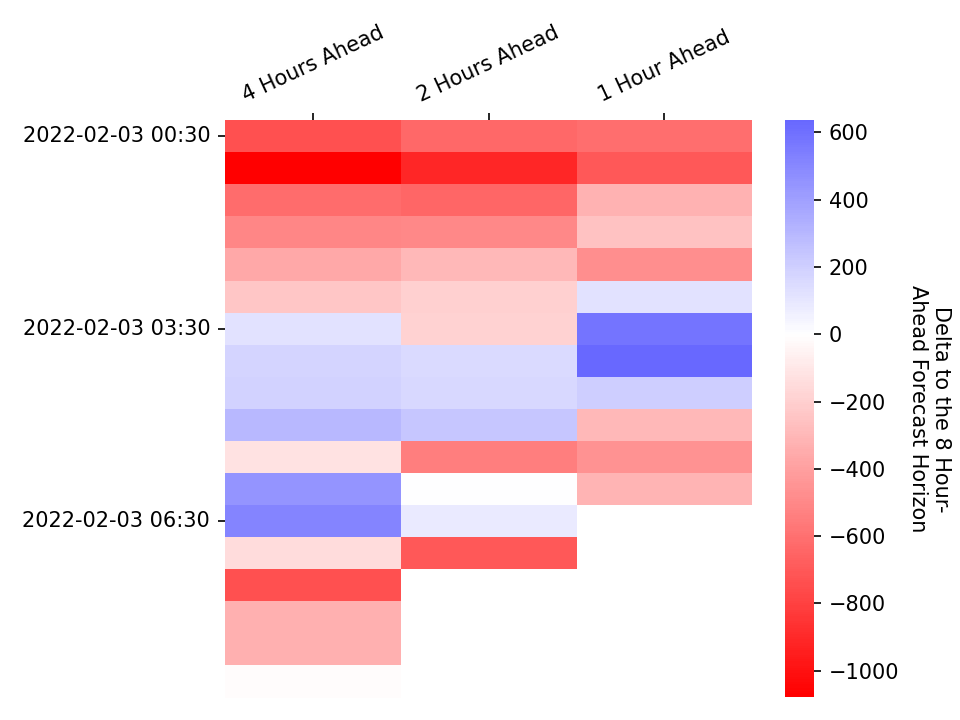 4 Hours Ahead
2 Hours Ahead
1 Hour Ahead
2022-02-03 00:30
2022-02-03 03:30
2022-02-03 06:30
600
400
200
0
−200
−400
−600
−800
−1000
Delta to the 8 Hour-
Ahead Forecast Horizon